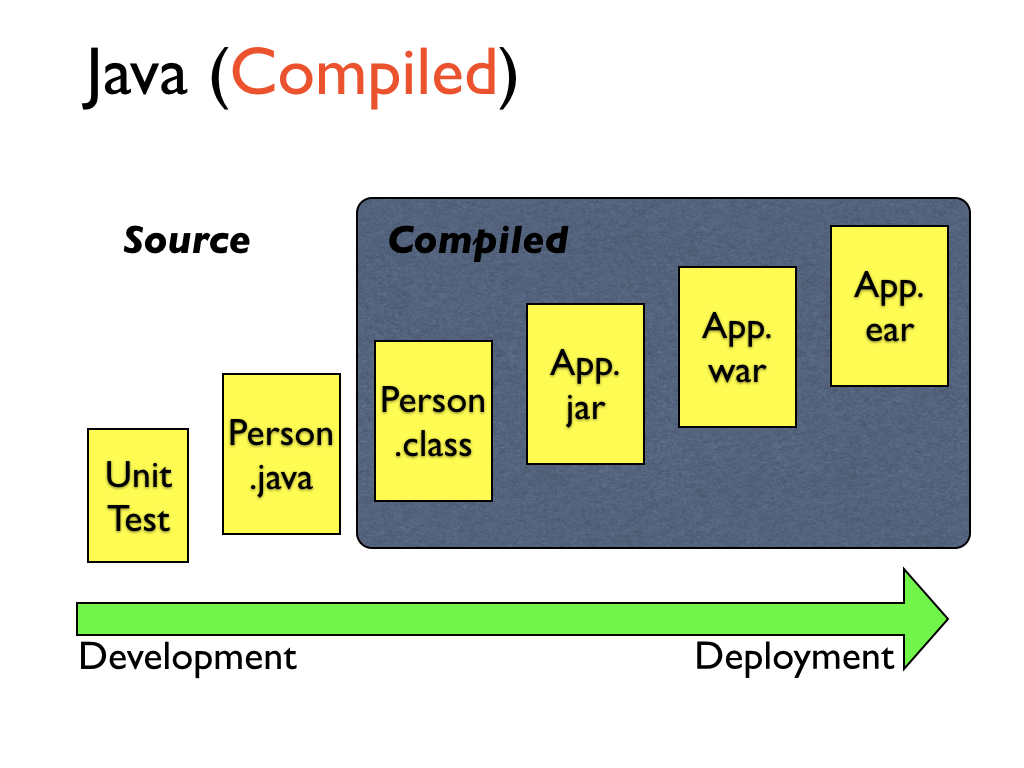 Java (Compiled)
Source
Compiled
Unit
Test
Person
.java
Person
.class
App.
jar
App.
war
App.
ear
Development
Deployment